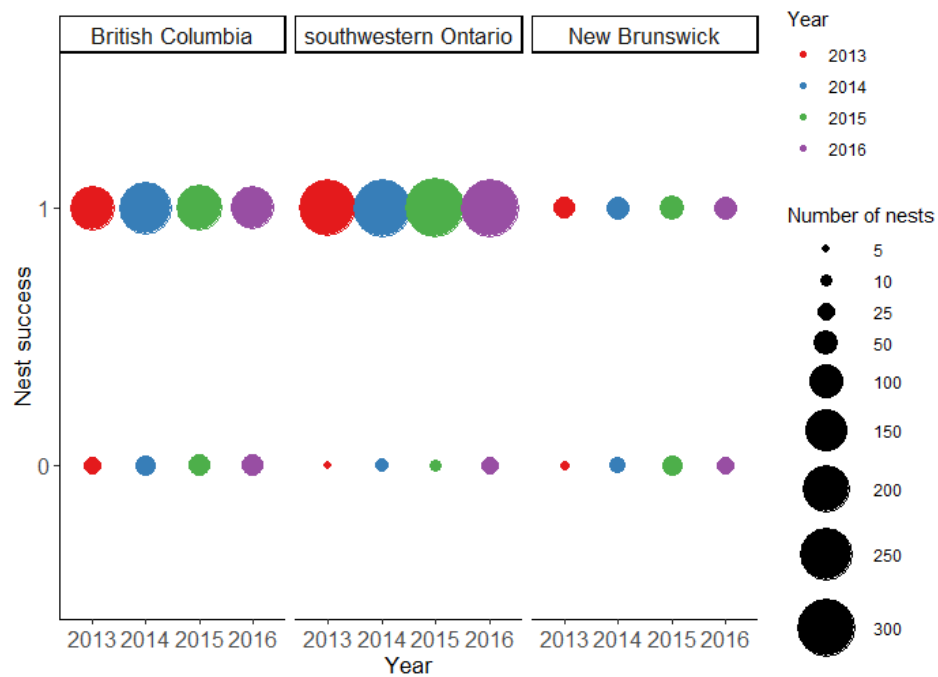 British Columbia
southwestern Ontario
New Brunswick
Nest success
1
0
2013 2014 2015 2016
2013 2014 2015 2016
2013 2014 2015 2016
Year
Year
2013
2014
2015
2016
Number of nests
5
10
25
50
100
150
200
250
300